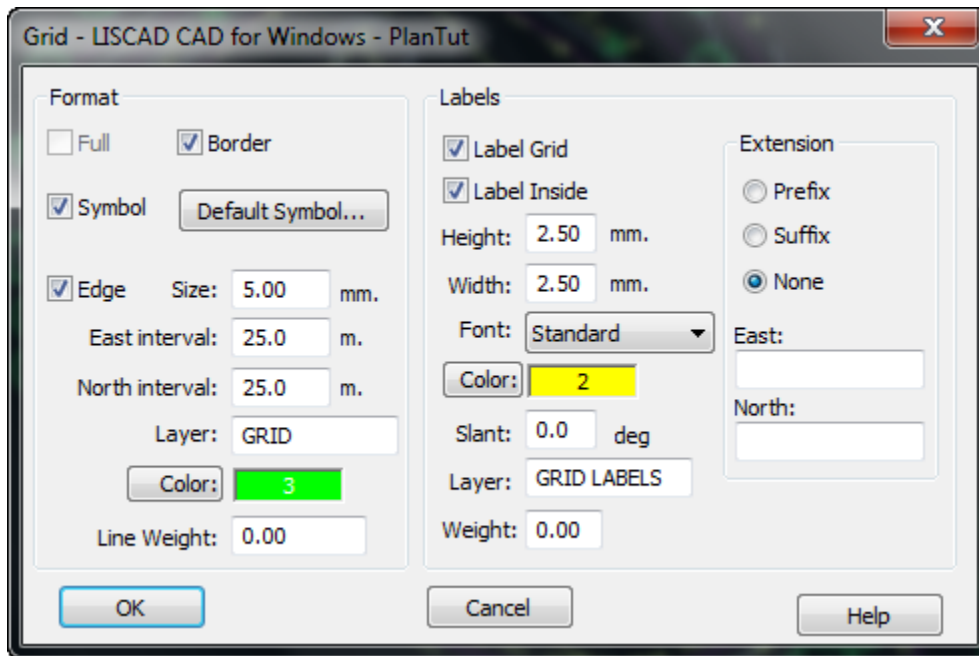 Grid - LISCAD CAD for Windows - PlanTut
Format
Full Border
Symbol Default Symbol...
Edge Size: 5.00 mm.
East interval: 25.0 m.
North interval: 25.0 m.
Layer: GRID
Color: 3
Line Weight: 0.00
Labels
Label Grid
Label Inside
Height: 2.50 mm.
Width: 2.50 mm.
Font: Standard
Color: 2
Slant: 0.0 deg
Layer: GRID LABELS
Weight: 0.00
Extension
Prefix
Suffix
None
East:
North:
OK Cancel Help